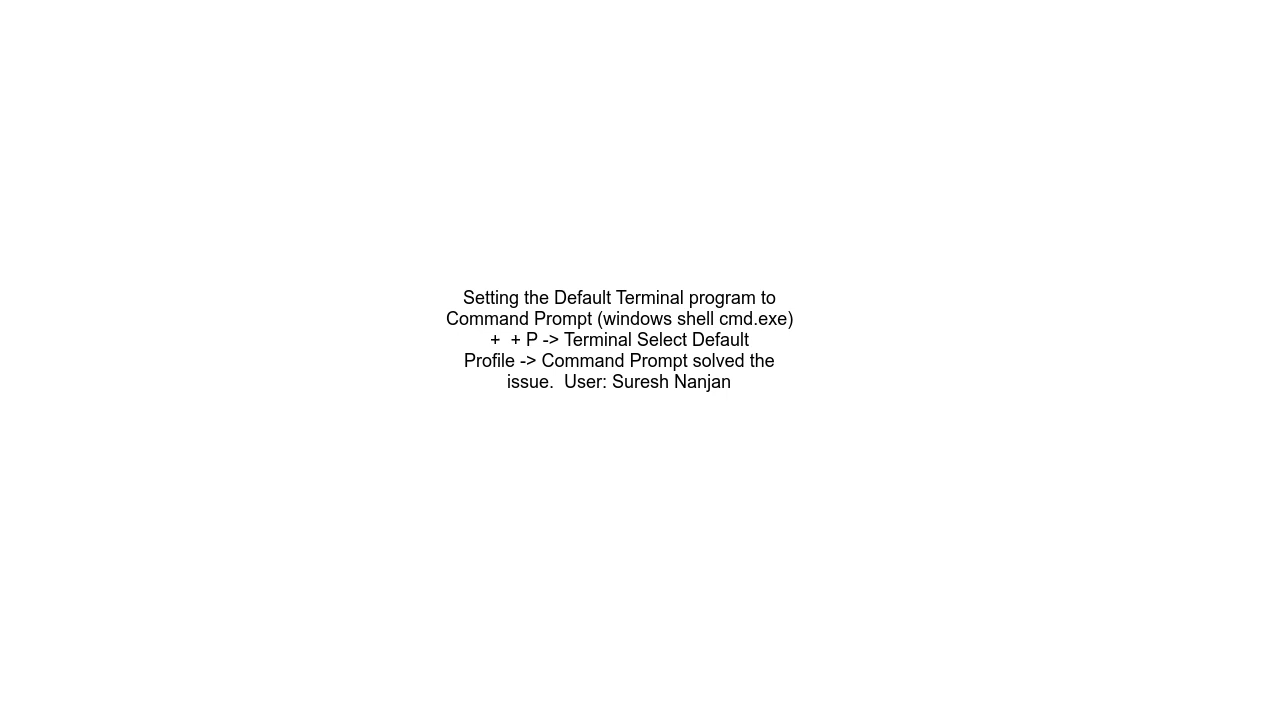 Setting the Default Terminal program to
Command Prompt (windows shell cmd.exe)
+  + P -> Terminal Select Default
Profile -> Command Prompt solved the
issue.  User: Suresh Nanjan